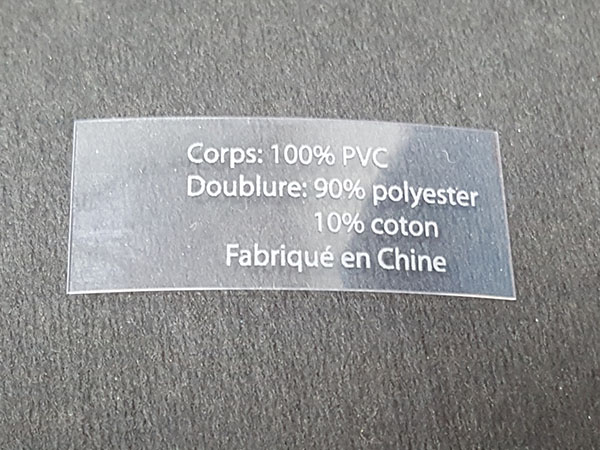 Corps: 100% PVC
Doublure: 90% polyester
10% coton
Fabriqué en Chine